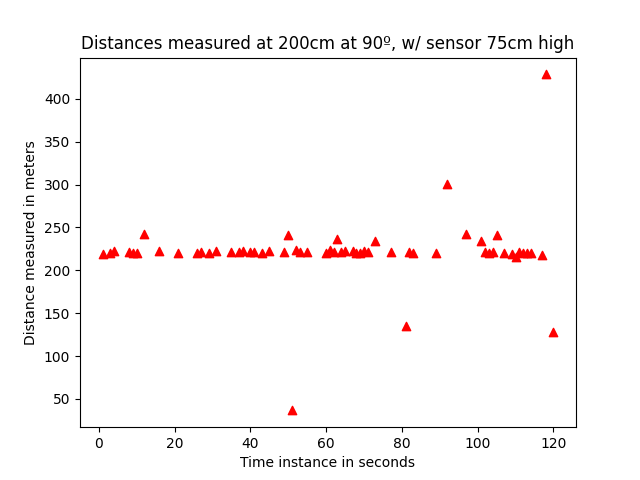 Distances measured at 200cm at 90º, w/ sensor 75cm high
Distance measured in meters
400
350
300
250
200
150
100
50
0 20 40 60 80 100 120
Time instance in seconds